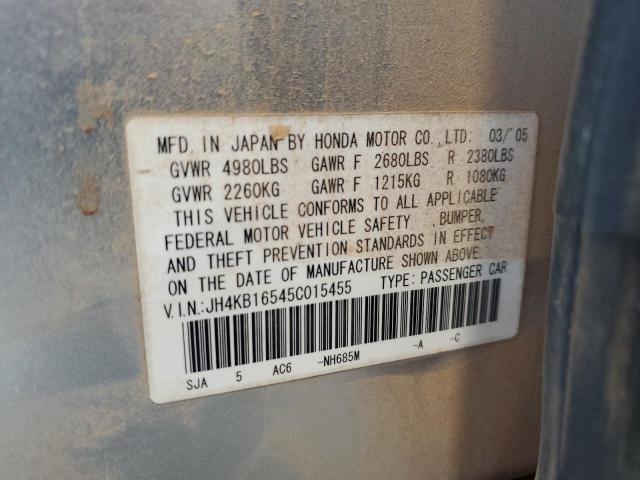 MFD. IN JAPAN BY HONDA MOTOR CO.,LTD. 03/'05
GVWR 4980LBS GAWR F 2680LBS R 2380LBS
GVWR 2260KG GAWR F 1215KG R 1080KG
THIS VEHICLE CONFORMS TO ALL APPLICABLE
FEDERAL MOTOR VEHICLE SAFETY ,BUMPER,
AND THEFT PREVENTION STANDARDS IN EFFECT
ON THE DATE OF MANUFACTURE SHOWN ABOVE.
V.I.N.:JH4KB16545C015455 TYPE: PASSENGER CAR
SJA 5 AC6 -NH685M -A -C